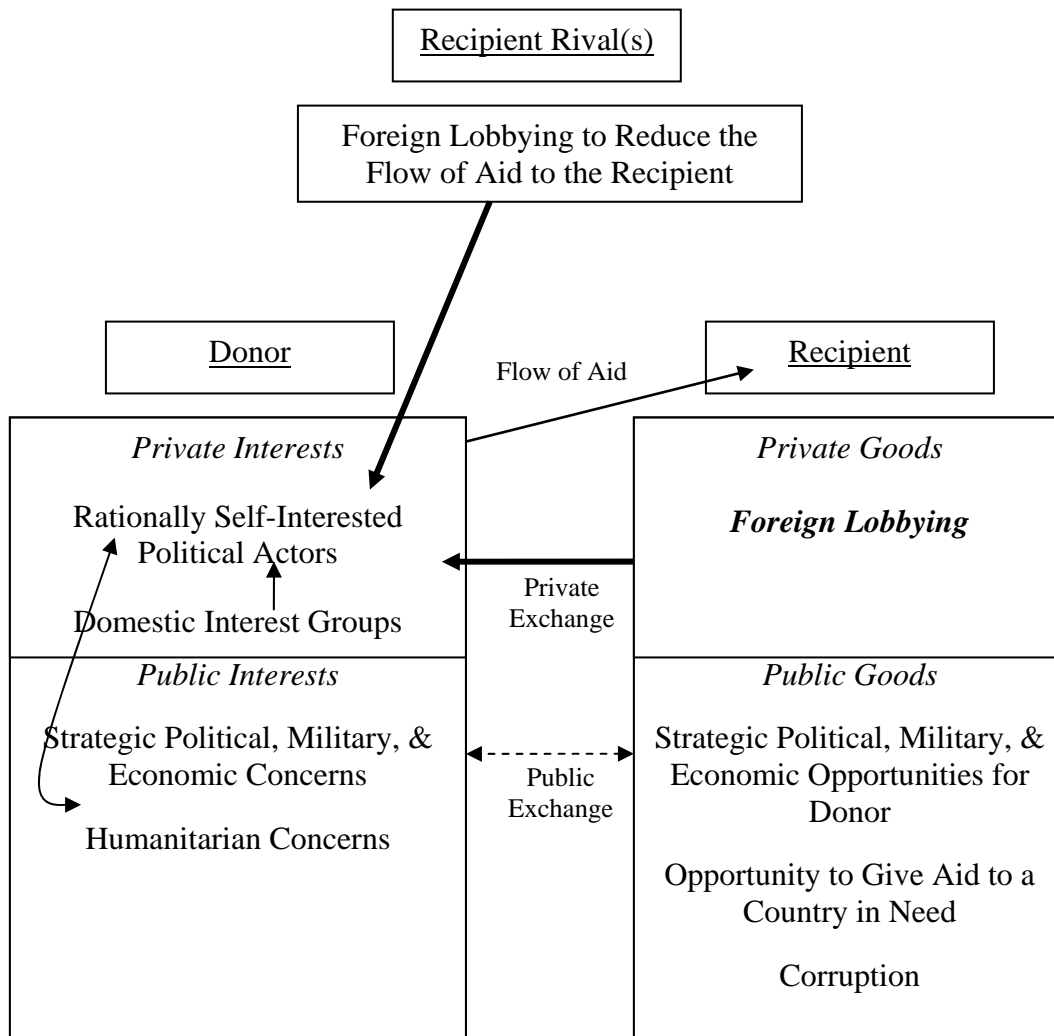 Recipient Rival(s)
Foreign Lobbying to Reduce the
Flow of Aid to the Recipient
Donor
Flow of Aid
Recipient
Private Interests
Rationally Self-Interested
Political Actors
Domestic Interest Groups
Private Goods
Foreign Lobbying
Private
Exchange
Public Interests
Strategic Political, Military, &
Economic Concerns
Humanitarian Concerns
Public
Exchange
Public Goods
Strategic Political, Military, &
Economic Opportunities for
Donor
Opportunity to Give Aid to a
Country in Need
Corruption